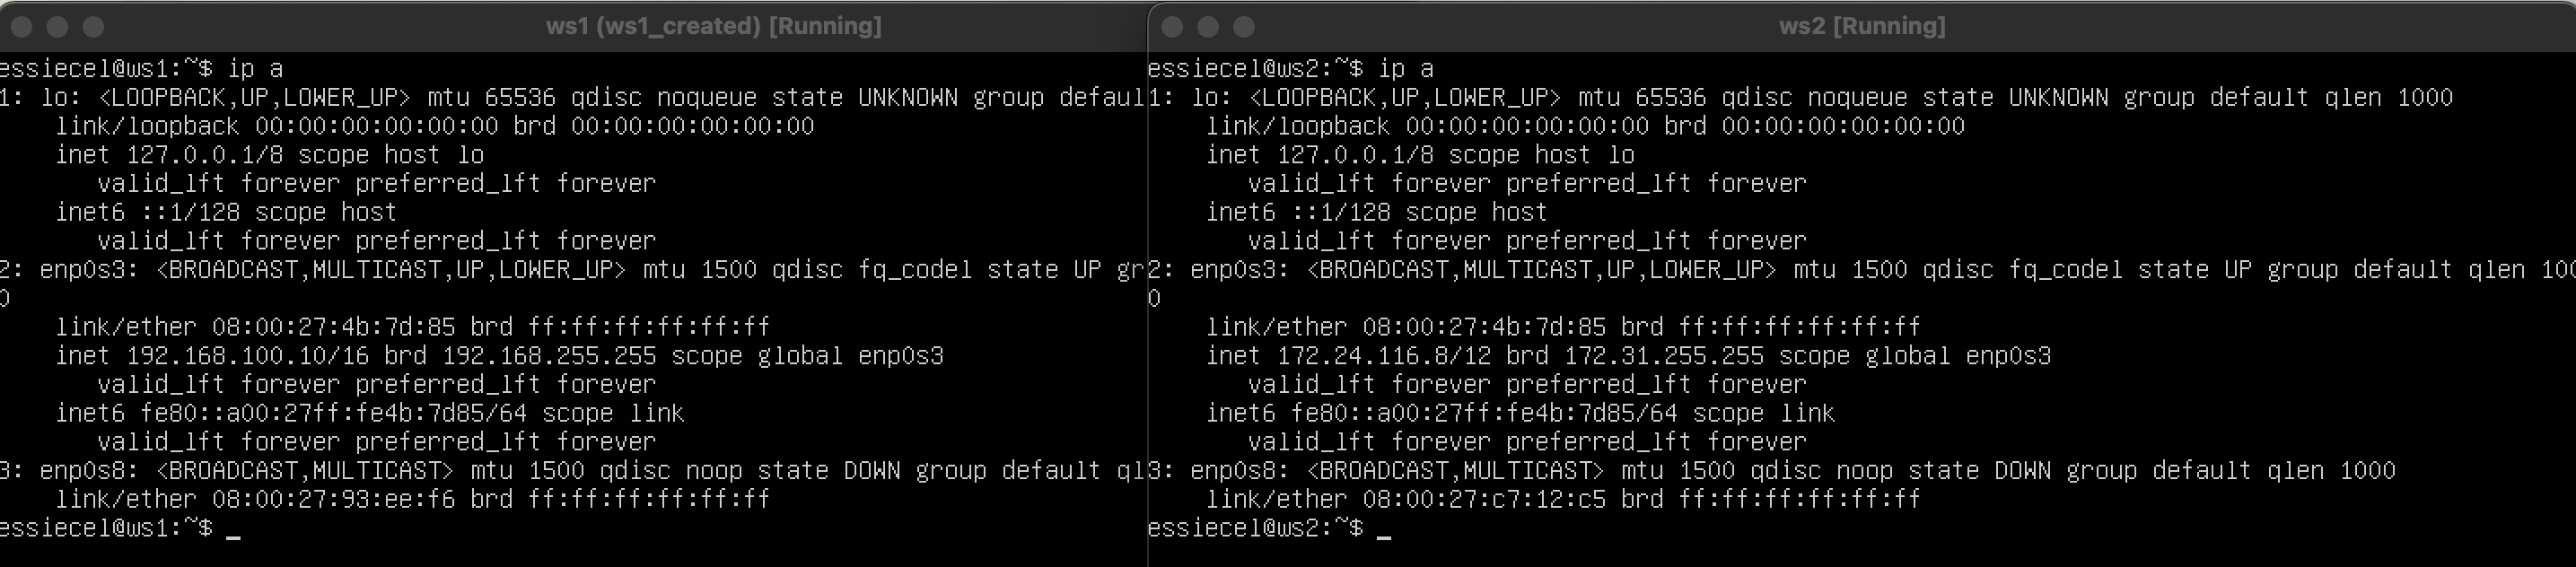 ws1 (ws1_created) [Running]
essiecel@ws1:~$ ip a
1: lo: <LOOPBACK,UP,LOWER_UP> mtu 65536 qdisc noqueue state UNKNOWN group defaul
    link/loopback 00:00:00:00:00:00 brd 00:00:00:00:00:00
    inet 127.0.0.1/8 scope host lo
       valid_lft forever preferred_lft forever
    inet6 ::1/128 scope host
       valid_lft forever preferred_lft forever
2: enp0s3: <BROADCAST,MULTICAST,UP,LOWER_UP> mtu 1500 qdisc fq_codel state UP gr
0
    link/ether 08:00:27:4b:7d:85 brd ff:ff:ff:ff:ff:ff
    inet 192.168.100.10/16 brd 192.168.255.255 scope global enp0s3
       valid_lft forever preferred_lft forever
    inet6 fe80::a00:27ff:fe4b:7d85/64 scope link
       valid_lft forever preferred_lft forever
3: enp0s8: <BROADCAST,MULTICAST> mtu 1500 qdisc noop state DOWN group default ql
    link/ether 08:00:27:93:ee:f6 brd ff:ff:ff:ff:ff:ff
essiecel@ws1:~$ _
ws2 [Running]
essiecel@ws2:~$ ip a
1: lo: <LOOPBACK,UP,LOWER_UP> mtu 65536 qdisc noqueue state UNKNOWN group default qlen 1000
    link/loopback 00:00:00:00:00:00 brd 00:00:00:00:00:00
    inet 127.0.0.1/8 scope host lo
       valid_lft forever preferred_lft forever
    inet6 ::1/128 scope host
       valid_lft forever preferred_lft forever
2: enp0s3: <BROADCAST,MULTICAST,UP,LOWER_UP> mtu 1500 qdisc fq_codel state UP group default qlen 100
0
    link/ether 08:00:27:4b:7d:85 brd ff:ff:ff:ff:ff:ff
    inet 172.24.116.8/12 brd 172.31.255.255 scope global enp0s3
       valid_lft forever preferred_lft forever
    inet6 fe80::a00:27ff:fe4b:7d85/64 scope link
       valid_lft forever preferred_lft forever
3: enp0s8: <BROADCAST,MULTICAST> mtu 1500 qdisc noop state DOWN group default qlen 1000
    link/ether 08:00:27:c7:12:c5 brd ff:ff:ff:ff:ff:ff
essiecel@ws2:~$ _